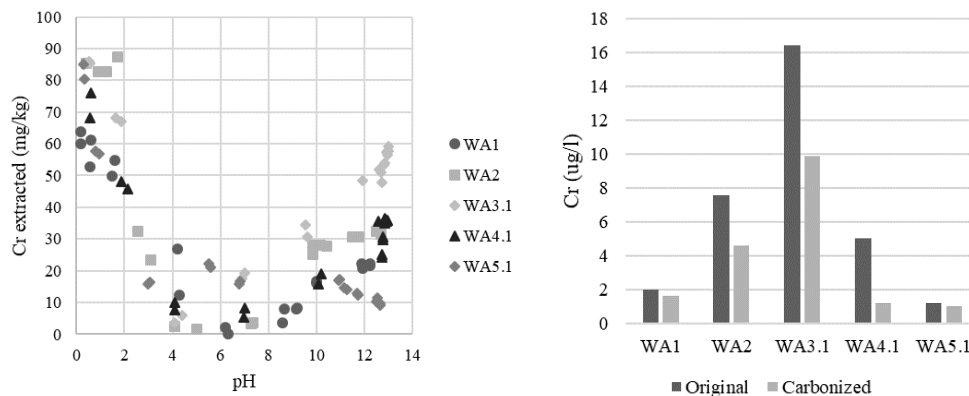 100
90
80
70
60
50
40
30
20
10
0
Cr extracted (mg/kg)
0 2 4 6 8 10 12 14
pH
WA1
WA2
WA3.1
WA4.1
WA5.1
18
16
14
12
10
8
6
4
2
0
Cr (ug/l)
WA1 WA2 WA3.1 WA4.1 WA5.1
Original Carbonized